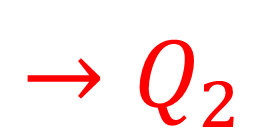 → Q₂